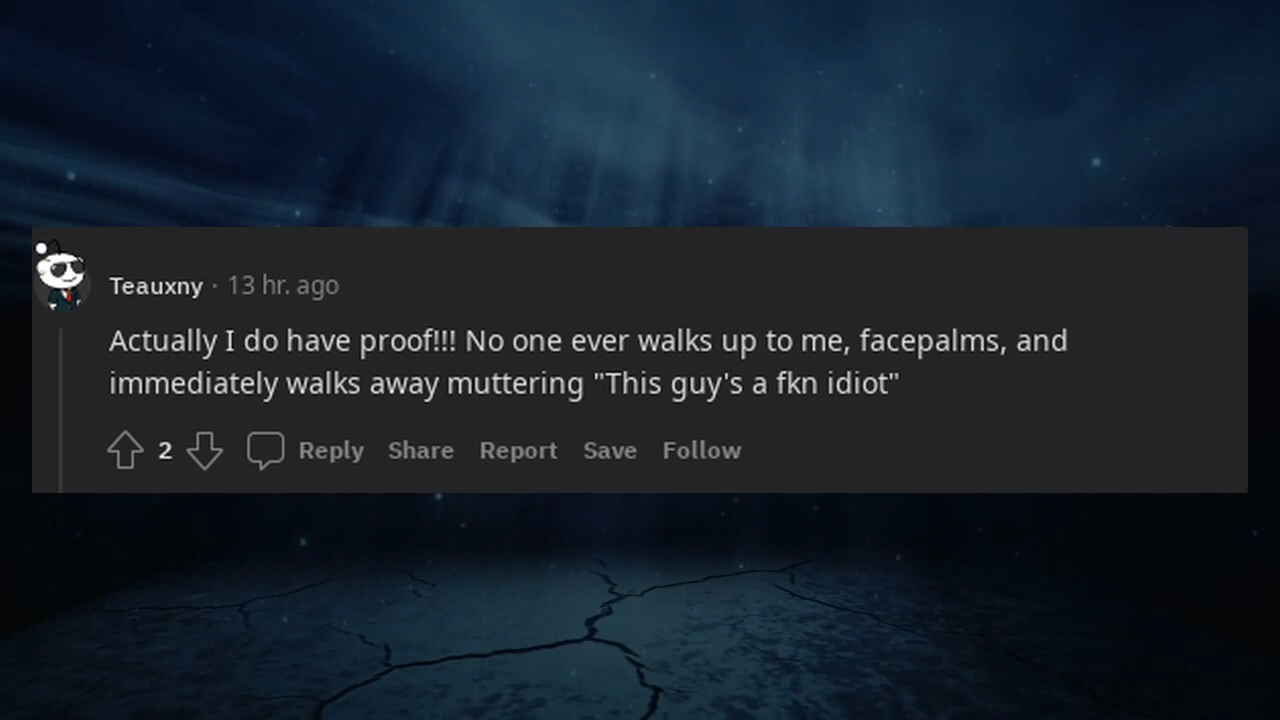 Teauxny · 13 hr. ago
Actually I do have proof!!! No one ever walks up to me, facepalms, and
immediately walks away muttering "This guy's a fkn idiot"
2 Reply Share Report Save Follow